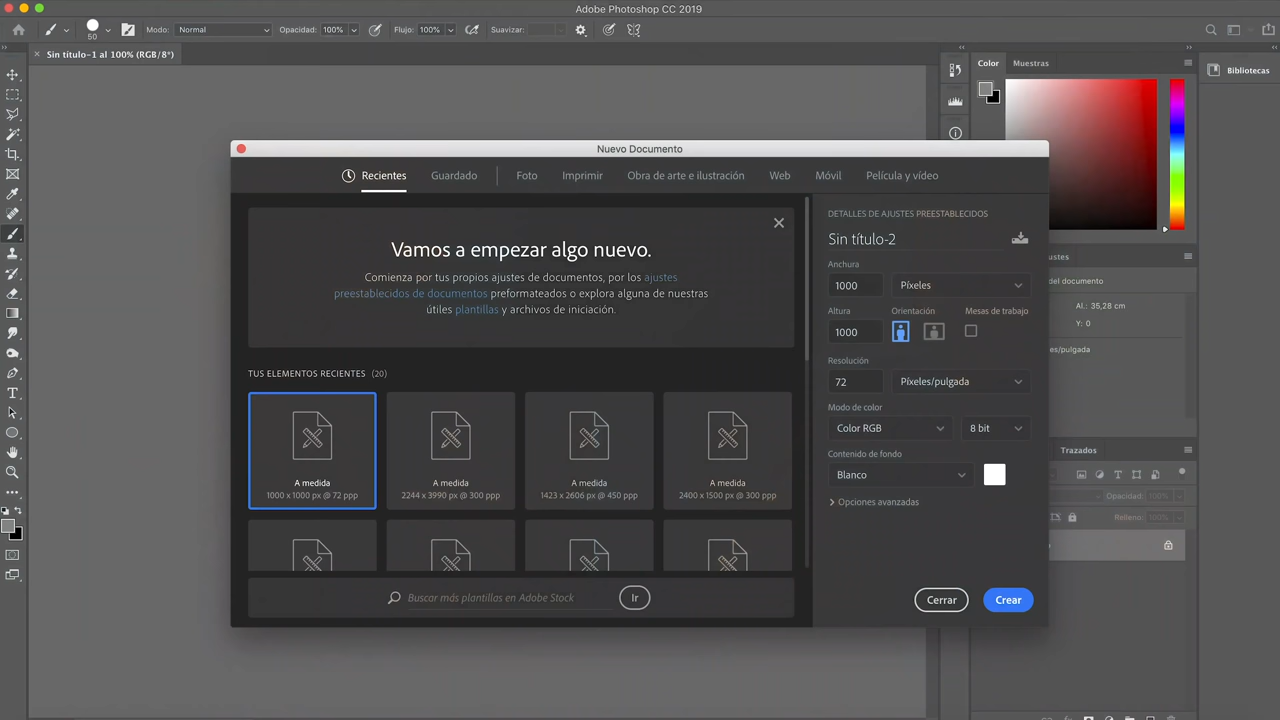 Adobe Photoshop CC 2019
50
Modo: Normal
Opacidad: 100%
Flujo: 100%
Suavizar:
Sin título-1 al 100% (RGB/8*)
Color
Muestras
Bibliotecas
Nuevo Documento
Recientes
Guardado
Foto
Imprimir
Obra de arte e ilustración
Web
Móvil
Película y vídeo
Vamos a empezar algo nuevo.
Comienza por tus propios ajustes de documentos, por los ajustes
preestablecidos de documentos preformateados o explora alguna de nuestras
útiles plantillas y archivos de iniciación.
TUS ELEMENTOS RECIENTES (20)
A medida
1000 x 1000 px @ 72 ppp
A medida
2244 x 3990 px @ 300 ppp
A medida
1423 x 2606 px @ 450 ppp
A medida
2400 x 1500 px @ 300 ppp
Buscar más plantillas en Adobe Stock
Ir
DETALLES DE AJUSTES PREESTABLECIDOS
Sin título-2
Anchura
1000
Píxeles
Altura
Orientación
Mesas de trabajo
1000
Resolución
72
Píxeles/pulgada
Modo de color
Color RGB
8 bit
Contenido de fondo
Blanco
Opciones avanzadas
Cerrar
Crear
ustes
del documento
Al.: 35,28 cm
Y: 0
els/pulgada
Trazados
Opacidad: 100%
Relleno: 100%